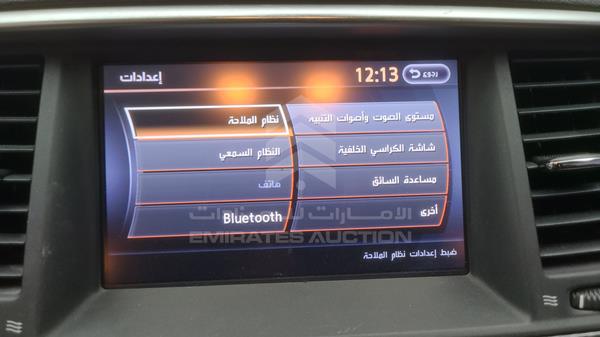 إعدادات
12:13
رجوع
نظام الملاحة
مستوى الصوت وأصوات التنبيه
النظام السمعي
شاشة الكراسي الخلفية
هاتف
مساعدة السائق
Bluetooth
أخرى
الامارات للمزادات
EMIRATES AUCTION
ضبط إعدادات نظام الملاحة